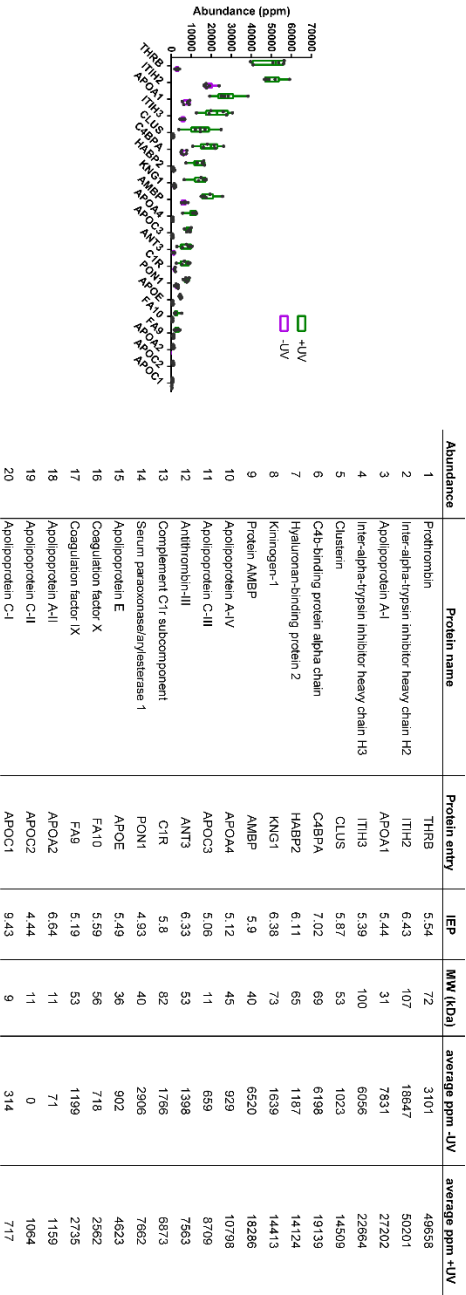 Abundance (ppm)
70000
60000
50000
40000
30000
20000
10000
0
THRB
ITIH2
APOA1
ITIH3
CLUS
C4BPA
HABP2
KNG1
AMBP
APOA4
APOC3
ANT3
C1R
PON1
APOE
FA10
FA9
APOA2
APOC2
APOC1
+UV
-UV
Abundance Protein name Protein entry IEP MW (kDa) average ppm -UV average ppm +UV
1 Prothrombin THRB 5.54 72 3101 49658
2 Inter-alpha-trypsin inhibitor heavy chain H2 ITIH2 6.43 107 18647 50201
3 Apolipoprotein A-I APOA1 5.44 31 7831 27202
4 Inter-alpha-trypsin inhibitor heavy chain H3 ITIH3 5.39 100 6056 22664
5 Clusterin CLUS 5.87 53 1023 14509
6 C4b-binding protein alpha chain C4BPA 7.02 69 6198 19139
7 Hyaluronan-binding protein 2 HABP2 6.11 65 1187 14124
8 Kininogen-1 KNG1 6.38 73 1639 14413
9 Protein AMBP AMBP 5.9 40 6520 18286
10 Apolipoprotein A-IV APOA4 5.12 45 929 10798
11 Apolipoprotein C-III APOC3 5.06 11 659 8709
12 Antithrombin-III ANT3 6.33 53 1398 7563
13 Complement C1r subcomponent C1R 5.8 82 1766 6873
14 Serum paraoxonase/arylesterase 1 PON1 4.93 40 2906 7662
15 Apolipoprotein E APOE 5.49 36 902 4623
16 Coagulation factor X FA10 5.59 56 718 2562
17 Coagulation factor IX FA9 5.19 53 1199 2735
18 Apolipoprotein A-II APOA2 6.64 11 71 1159
19 Apolipoprotein C-II APOC2 4.44 11 0 1064
20 Apolipoprotein C-I APOC1 9.43 9 314 717